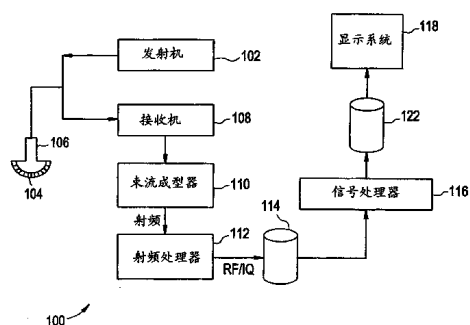 发射机
102
显示系统
118
106
104
接收机
108
122
束流成型器
110
射频
114
信号处理器
116
射频处理器
112
RF/IQ
100